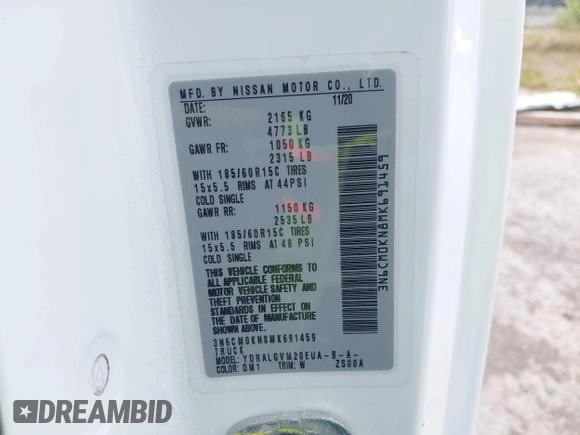 MFD. BY NISSAN MOTOR CO., LTD.
DATE: 11/20
GVWR: 2165 KG
4773 LB
GAWR FR: 1050 KG
2315 LB
WITH 185/60R15C TIRES
15x5.5 RIMS AT 44PSI
COLD SINGLE
GAWR RR: 1150 KG
2535 LB
WITH 185/60R15C TIRES
15x5.5 RIMS AT 48 PSI
COLD SINGLE
THIS VEHICLE CONFORMS
TO ALL APPLICABLE FEDERAL
MOTOR VEHICLE SAFETY AND
THEFT PREVENTION
STANDARDS IN EFFECT ON
THE DATE OF MANUFACTURE
SHOWN ABOVE.
3N6CM0KN8MK691459
TRUCK
MODEL: YDRALGVM20EUA-B-A-
COLOR: QM1 TRIM: W ZS00A
3N6CM0KN8MK691459
AUTOBIDCAR